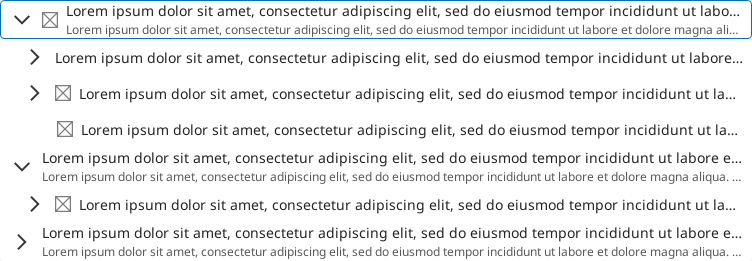 Lorem ipsum dolor sit amet, consectetur adipiscing elit, sed do eiusmod tempor incididunt ut labo...
Lorem ipsum dolor sit amet, consectetur adipiscing elit, sed do eiusmod tempor incididunt ut labore et dolore magna ali...
Lorem ipsum dolor sit amet, consectetur adipiscing elit, sed do eiusmod tempor incididunt ut labore...
Lorem ipsum dolor sit amet, consectetur adipiscing elit, sed do eiusmod tempor incididunt ut la...
Lorem ipsum dolor sit amet, consectetur adipiscing elit, sed do eiusmod tempor incididunt ut la...
Lorem ipsum dolor sit amet, consectetur adipiscing elit, sed do eiusmod tempor incididunt ut labore e...
Lorem ipsum dolor sit amet, consectetur adipiscing elit, sed do eiusmod tempor incididunt ut labore et dolore magna aliqua. ...
Lorem ipsum dolor sit amet, consectetur adipiscing elit, sed do eiusmod tempor incididunt ut la...
Lorem ipsum dolor sit amet, consectetur adipiscing elit, sed do eiusmod tempor incididunt ut labore e...
Lorem ipsum dolor sit amet, consectetur adipiscing elit, sed do eiusmod tempor incididunt ut labore et dolore magna aliqua. ...